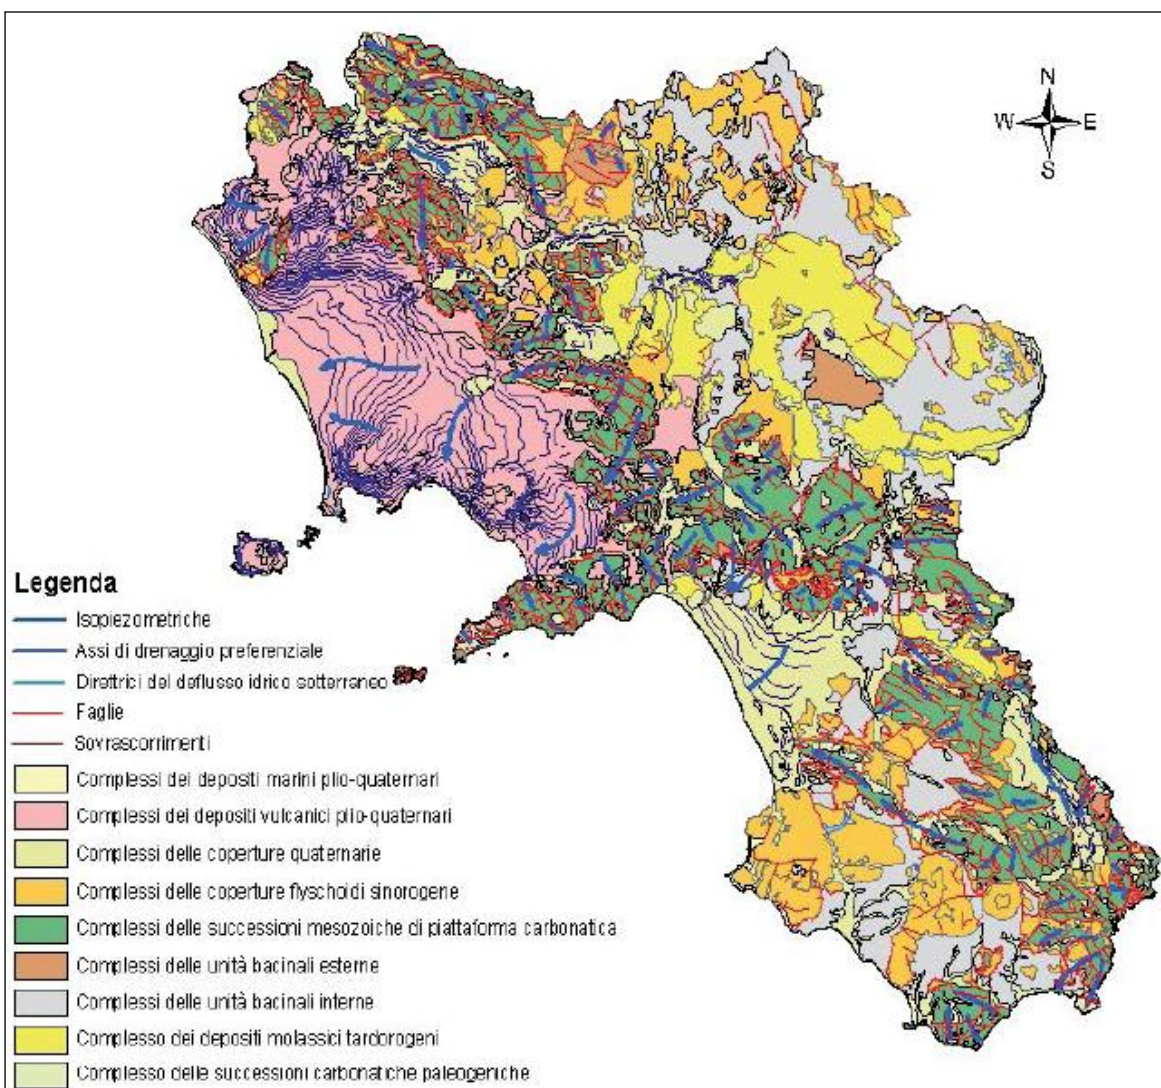 N
W E
S
Legenda
Isopiezometriche
Assi di drenaggio preferenziale
Direttrici del deflusso idrico sotterraneo
Faglie
Sovrascorrimenti
Complessi dei depositi marini plio-quaternari
Complessi dei depositi vulcanici plio-quaternari
Complessi delle coperture quaternarie
Complessi delle coperture flyschoidi sinorogene
Complessi delle successioni mesozoiche di piattaforma carbonatica
Complessi delle unità bacinali esterne
Complessi delle unità bacinali interne
Complesso dei depositi molassici tardorogeni
Complesso delle successioni carbonatiche paleogeniche